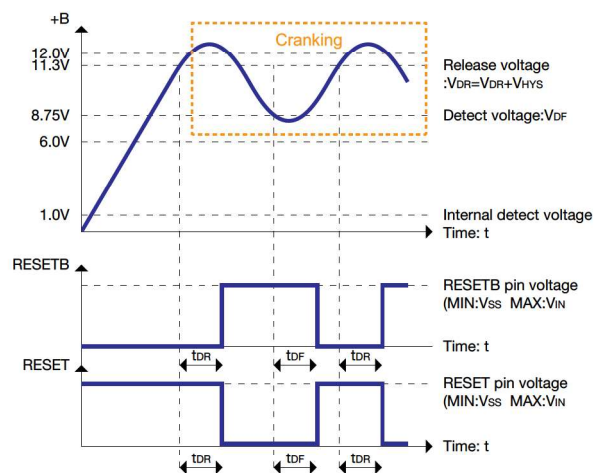 +B
Cranking
12.0V
11.3V
Release voltage
:VDR=VDR+VHYS
8.75V
Detect voltage:VDF
6.0V
1.0V
Internal detect voltage
Time: t
RESETB
RESETB pin voltage
(MIN:VSS MAX:VIN
Time: t
tDR
tDF
tDR
RESET
RESET pin voltage
(MIN:VSS MAX:VIN
Time: t
tDR
tDF
tDR